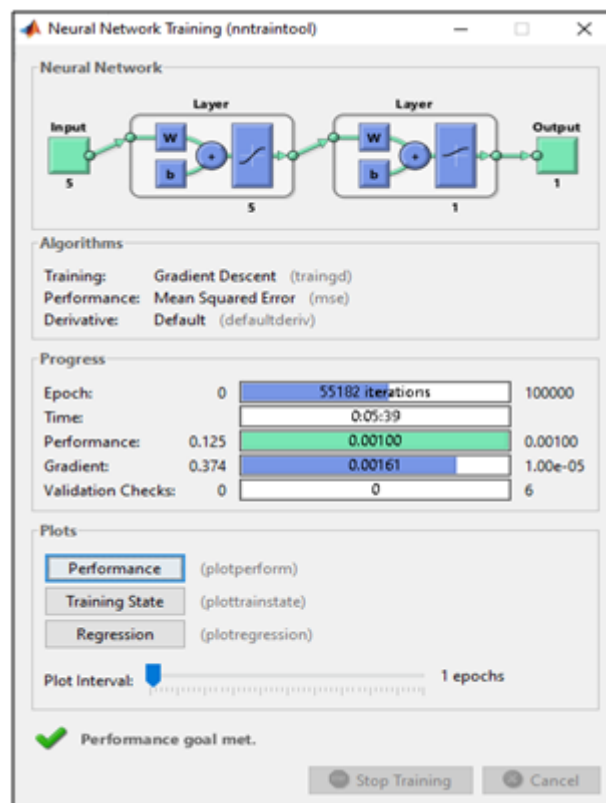 Neural Network Training (nntraintool)
Neural Network
Layer Layer
Input Output
W W
b b
+ +
5 1
5 1
Algorithms
Training: Gradient Descent (traingd)
Performance: Mean Squared Error (mse)
Derivative: Default (defaultderiv)
Progress
Epoch: 0 55182 iterations 100000
Time: 0:05:39
Performance: 0.125 0.00100 0.00100
Gradient: 0.374 0.00161 1.00e-05
Validation Checks: 0 0 6
Plots
Performance (plotperform)
Training State (plottrainstate)
Regression (plotregression)
Plot Interval: 1 epochs
Performance goal met.
Stop Training Cancel